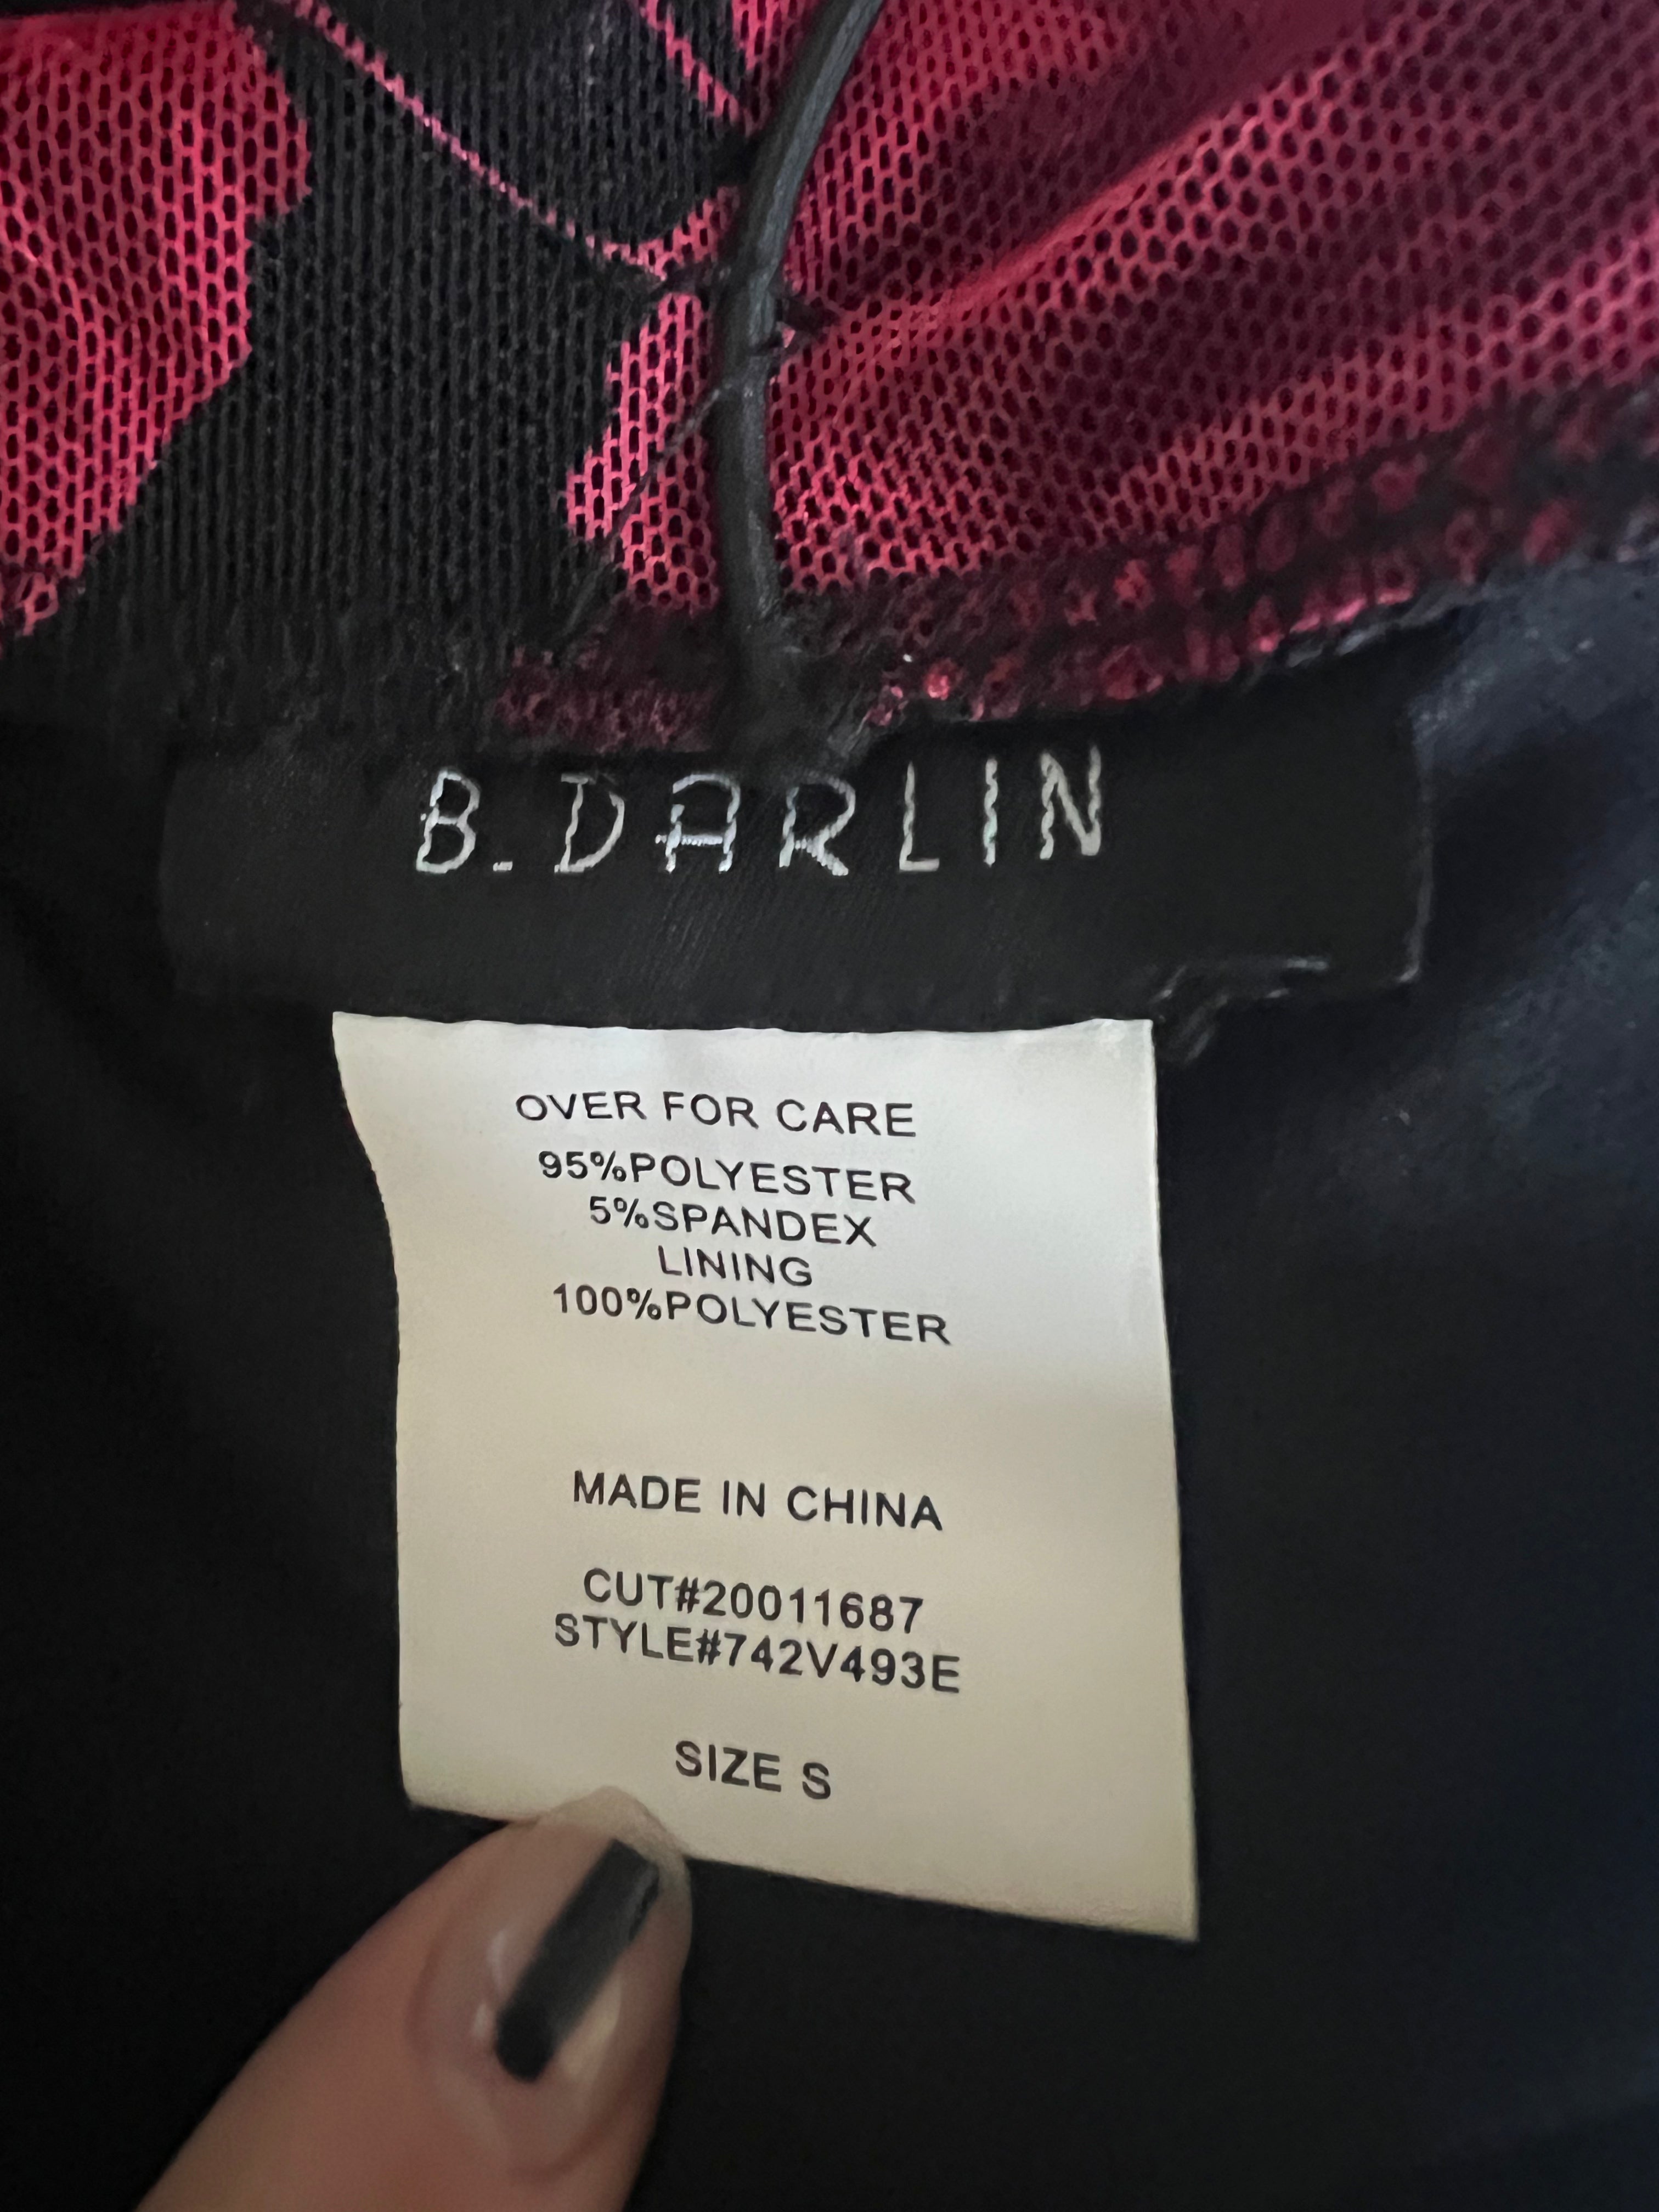 B. DARLIN
OVER FOR CARE
95%POLYESTER
5%SPANDEX
LINING
100%POLYESTER
MADE IN CHINA
CUT#20011687
STYLE#742V493E
SIZE S